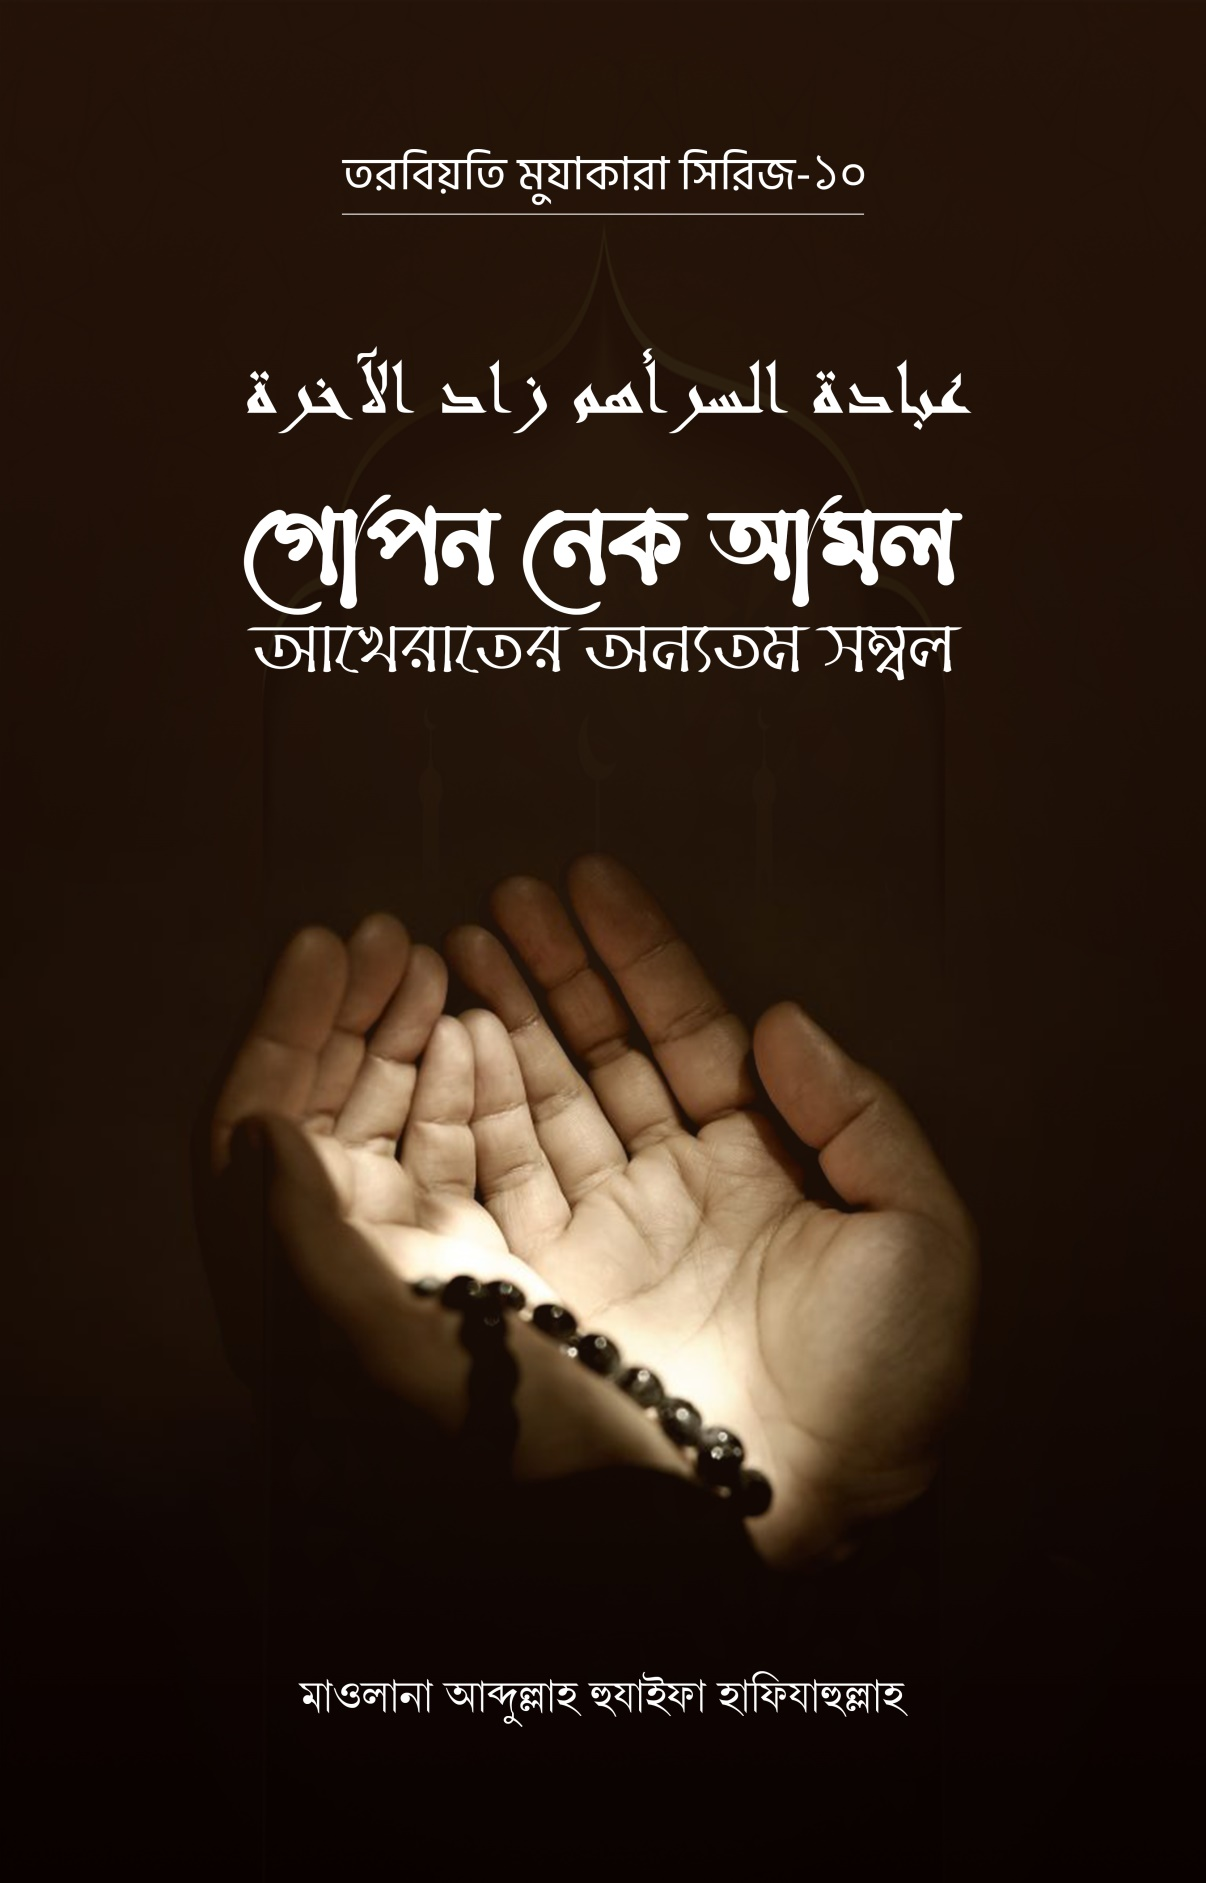 তরবিয়তি মুযাকারা সিরিজ-১০
عبادة السر أهم زاد الآخرة
গোপন নেক আমল
আখেরাতের অন্যতম সম্বল
মাওলানা আব্দুল্লাহ হুযাইফা হাফিযাহুল্লাহ